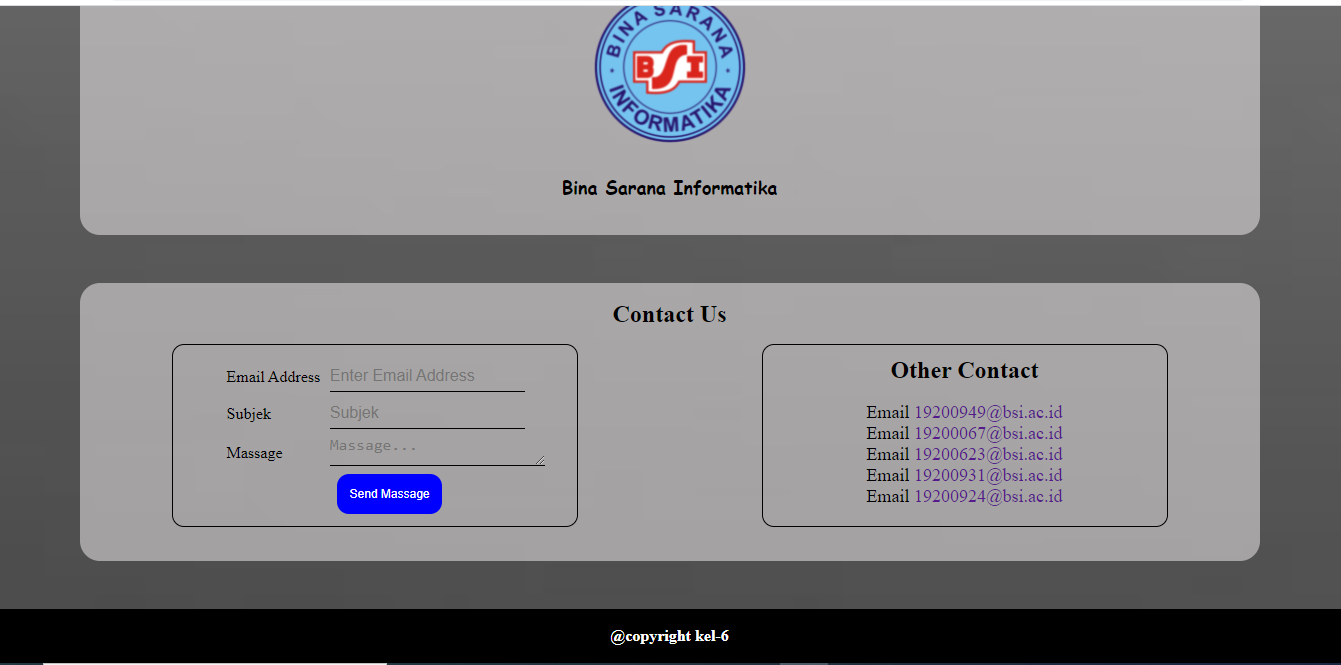 BINA SARANA
BSI
INFORMATIKA
Bina Sarana Informatika
Contact Us
Email Address Enter Email Address
Subjek Subjek
Massage Massage...
Send Massage
Other Contact
Email 19200949@bsi.ac.id
Email 19200067@bsi.ac.id
Email 19200623@bsi.ac.id
Email 19200931@bsi.ac.id
Email 19200924@bsi.ac.id
@copyright kel-6